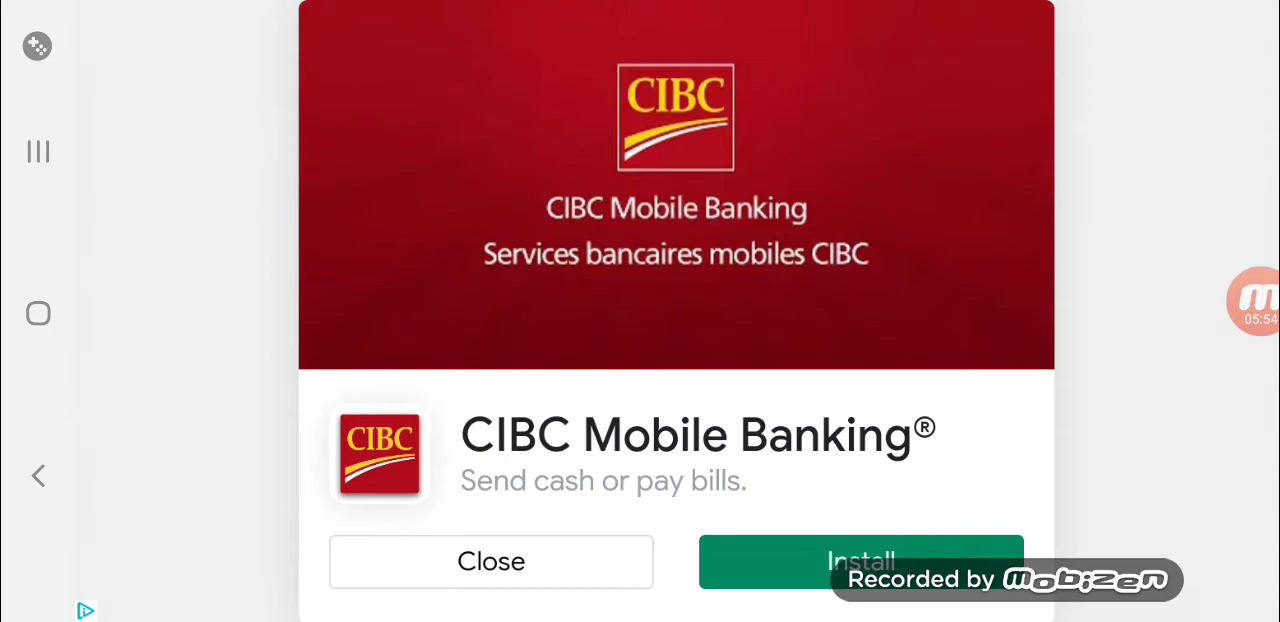 CIBC
CIBC Mobile Banking
Services bancaires mobiles CIBC
05:54
CIBC
CIBC Mobile Banking®
Send cash or pay bills.
Close
Install
Recorded by mobizen